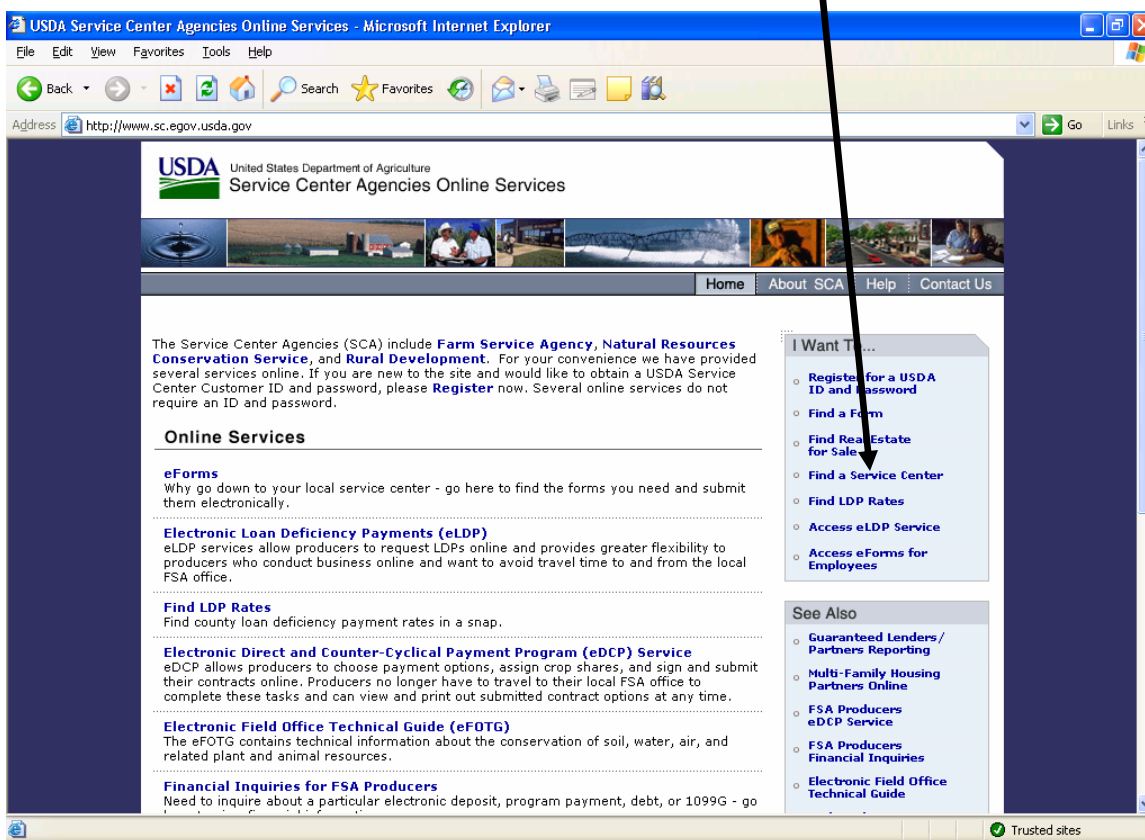 USDA Service Center Agencies Online Services - Microsoft Internet Explorer
File Edit View Favorites Tools Help
Back Search Favorites
Address http://www.sc.egov.usda.gov Go Links
USDA United States Department of Agriculture
Service Center Agencies Online Services
Home About SCA Help Contact Us
The Service Center Agencies (SCA) include Farm Service Agency, Natural Resources
Conservation Service, and Rural Development. For your convenience we have provided
several services online. If you are new to the site and would like to obtain a USDA Service
Center Customer ID and password, please Register now. Several online services do not
require an ID and password.
Online Services
eForms
Why go down to your local service center - go here to find the forms you need and submit
them electronically.
Electronic Loan Deficiency Payments (eLDP)
eLDP services allow producers to request LDPs online and provides greater flexibility to
producers who conduct business online and want to avoid travel time to and from the local
FSA office.
Find LDP Rates
Find county loan deficiency payment rates in a snap.
Electronic Direct and Counter-Cyclical Payment Program (eDCP) Service
eDCP allows producers to choose payment options, assign crop shares, and sign and submit
their contracts online. Producers no longer have to travel to their local FSA office to
complete these tasks and can view and print out submitted contract options at any time.
Electronic Field Office Technical Guide (eFOTG)
The eFOTG contains technical information about the conservation of soil, water, air, and
related plant and animal resources.
Financial Inquiries for FSA Producers
Need to inquire about a particular electronic deposit, program payment, debt, or 1099G - go
I Want To...
Register for a USDA
ID and Password
Find a Form
Find Real Estate
for Sale
Find a Service Center
Find LDP Rates
Access eLDP Service
Access eForms for
Employees
See Also
Guaranteed Lenders/
Partners Reporting
Multi-Family Housing
Partners Online
FSA Producers
eDCP Service
FSA Producers
Financial Inquiries
Electronic Field Office
Technical Guide
Trusted sites